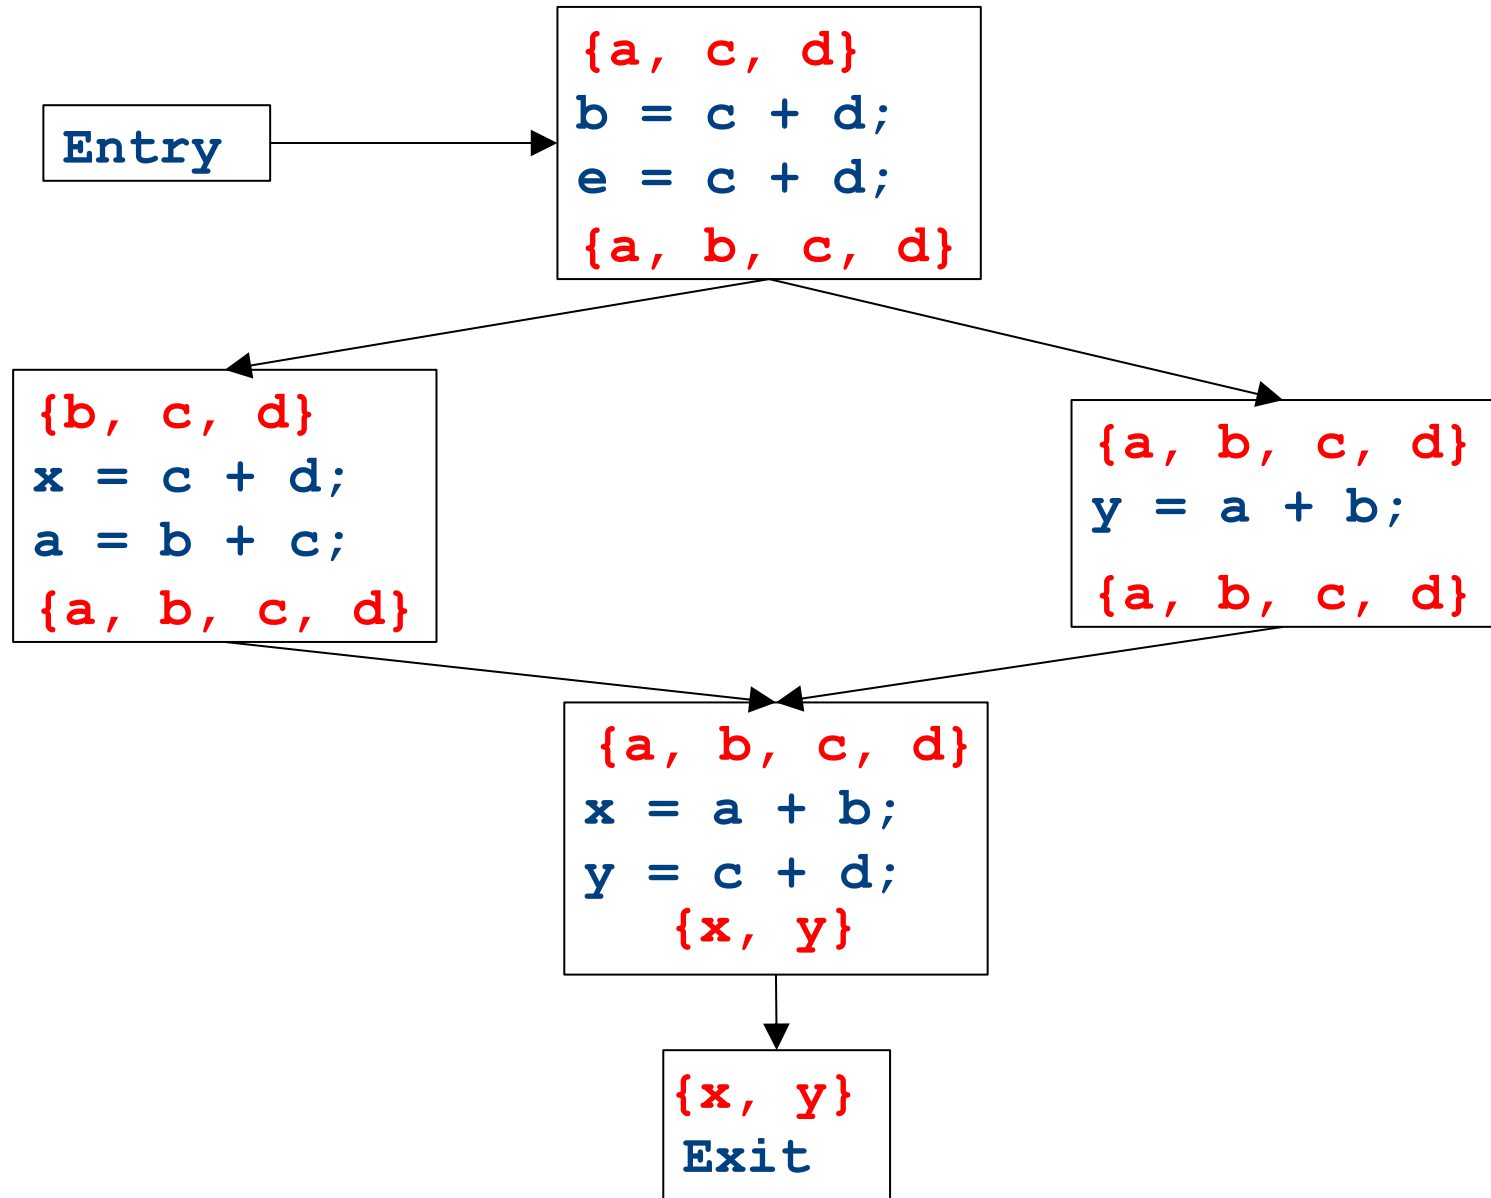 Entry
{a, c, d}
b = c + d;
e = c + d;
{a, b, c, d}
{b, c, d}
x = c + d;
a = b + c;
{a, b, c, d}
{a, b, c, d}
y = a + b;
{a, b, c, d}
{a, b, c, d}
x = a + b;
y = c + d;
{x, y}
{x, y}
Exit